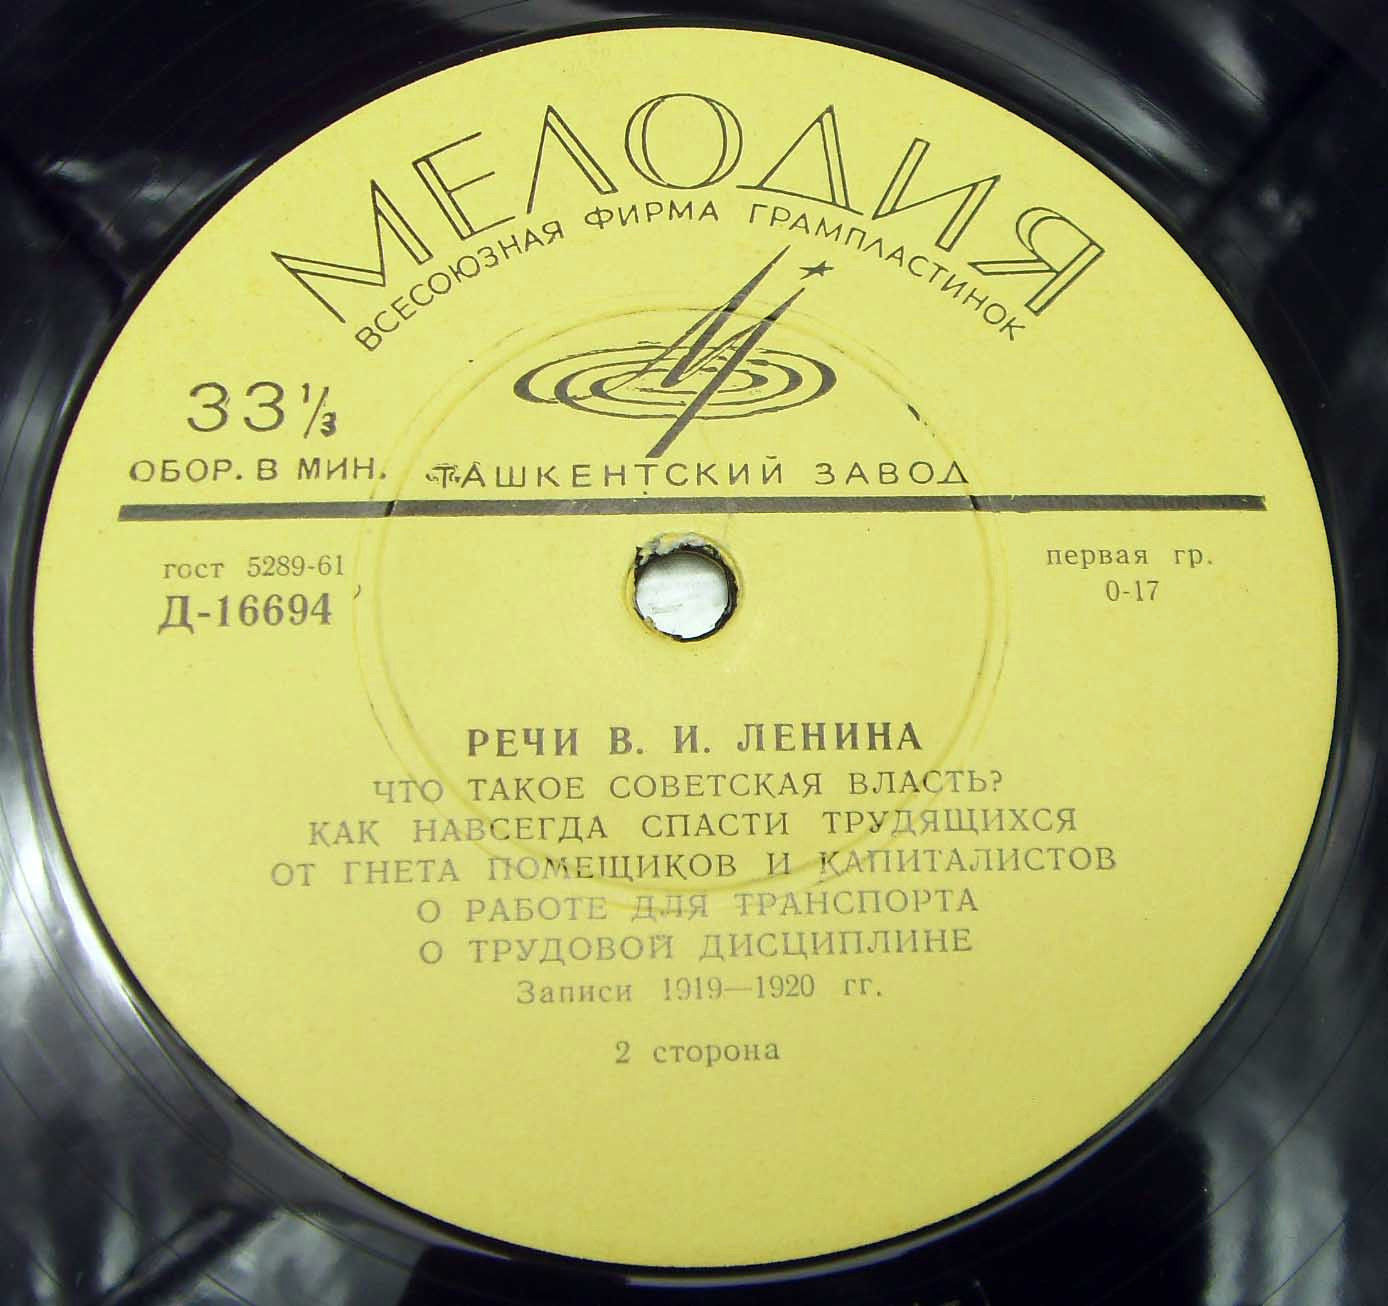 МЕЛОДИЯ
ВСЕСОЮЗНАЯ ФИРМА ГРАМПЛАСТИНОК
33 1/3
ОБОР. В МИН.
ТАШКЕНТСКИЙ ЗАВОД
гост 5289-61
Д-16694
первая гр.
0-17
РЕЧИ В. И. ЛЕНИНА
ЧТО ТАКОЕ СОВЕТСКАЯ ВЛАСТЬ?
КАК НАВСЕГДА СПАСТИ ТРУДЯЩИХСЯ
ОТ ГНЕТА ПОМЕЩИКОВ И КАПИТАЛИСТОВ
О РАБОТЕ ДЛЯ ТРАНСПОРТА
О ТРУДОВОЙ ДИСЦИПЛИНЕ
Записи 1919—1920 гг.
2 сторона